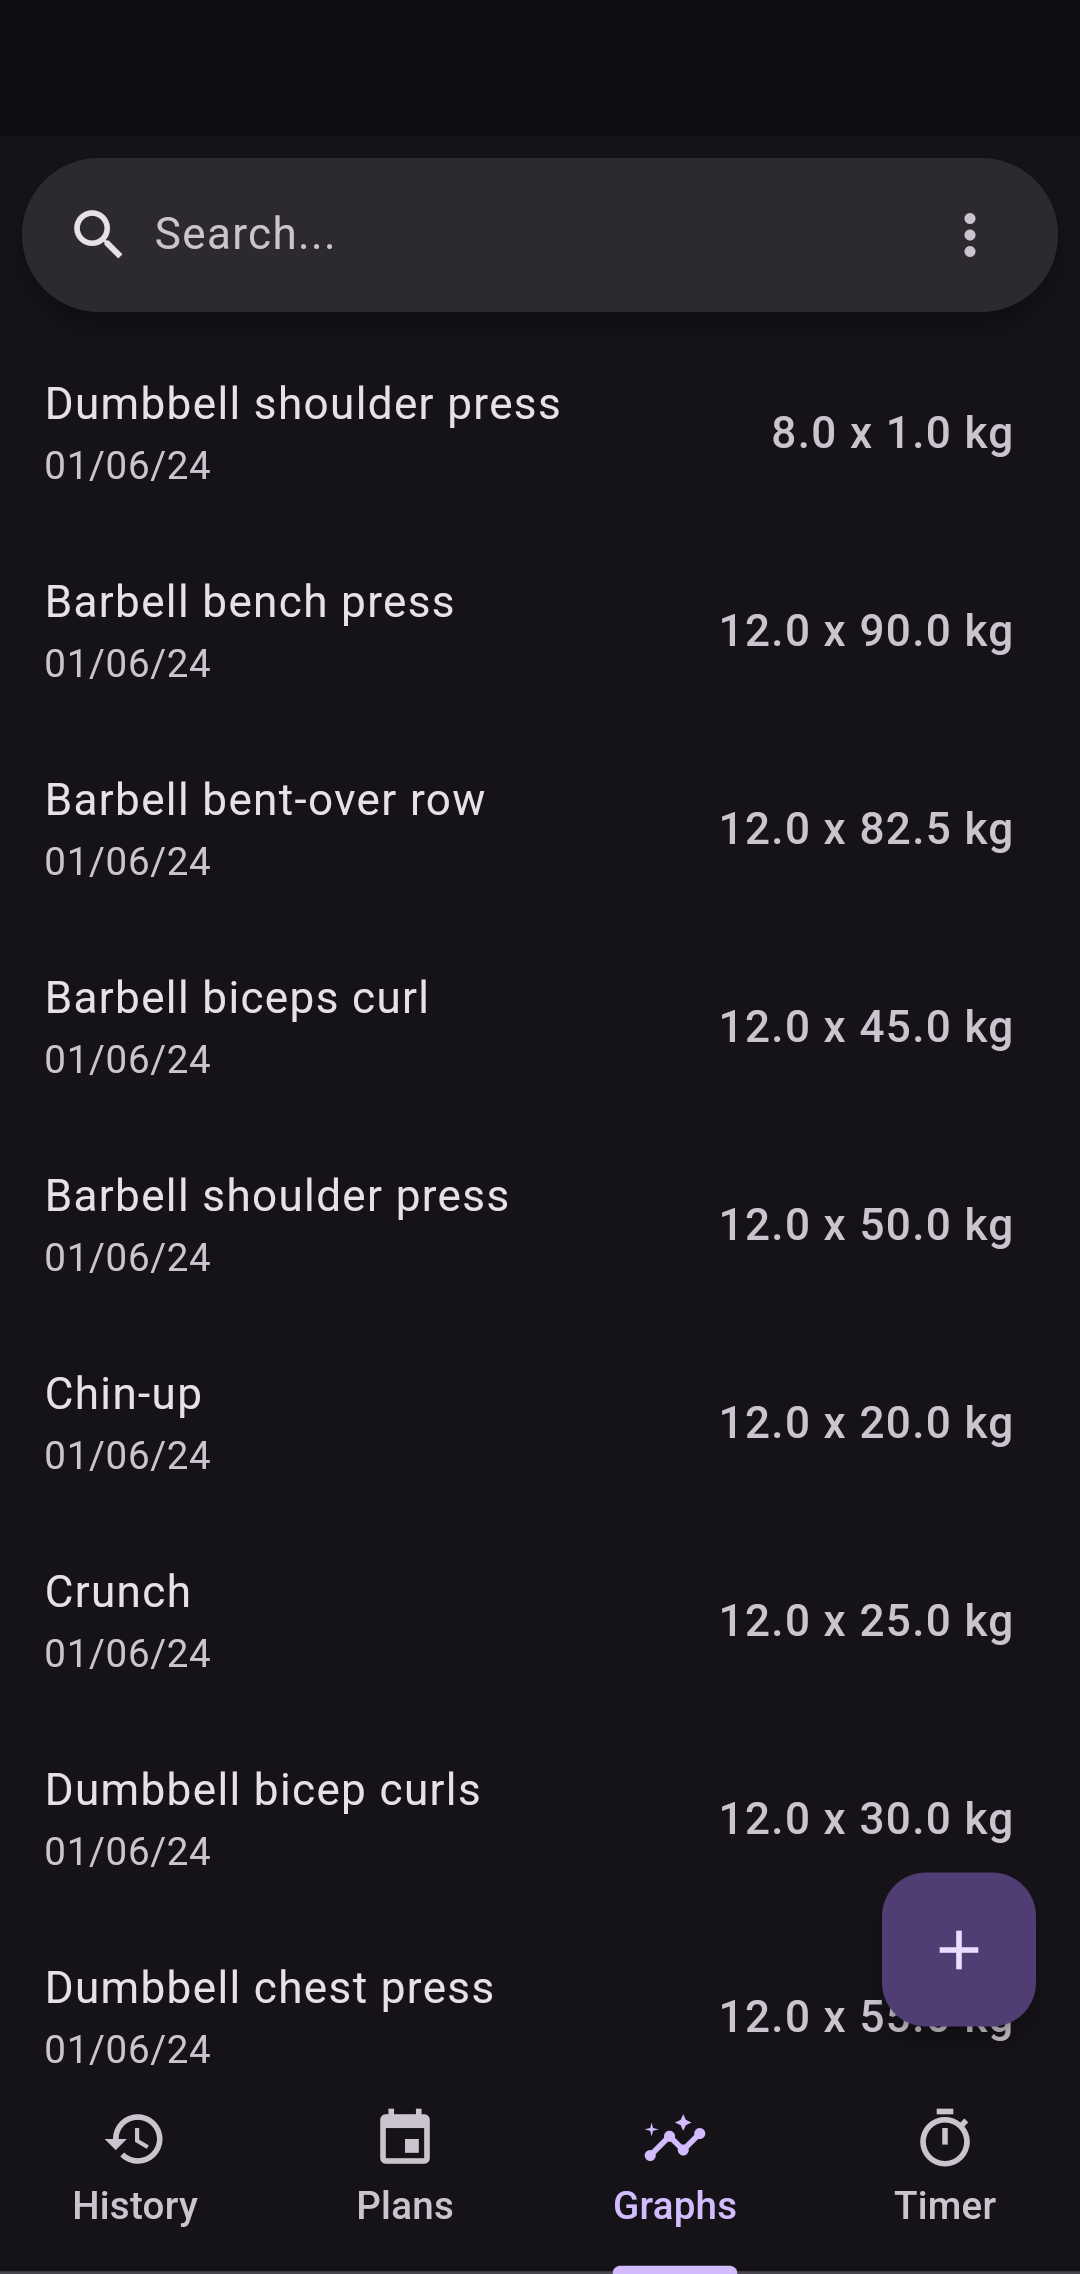 Search...
Dumbbell shoulder press
8.0 x 1.0 kg
01/06/24
Barbell bench press
12.0 x 90.0 kg
01/06/24
Barbell bent-over row
12.0 x 82.5 kg
01/06/24
Barbell biceps curl
12.0 x 45.0 kg
01/06/24
Barbell shoulder press
12.0 x 50.0 kg
01/06/24
Chin-up
12.0 x 20.0 kg
01/06/24
Crunch
12.0 x 25.0 kg
01/06/24
Dumbbell bicep curls
12.0 x 30.0 kg
01/06/24
Dumbbell chest press
12.0 x
01/06/24
History
Plans
Graphs
Timer